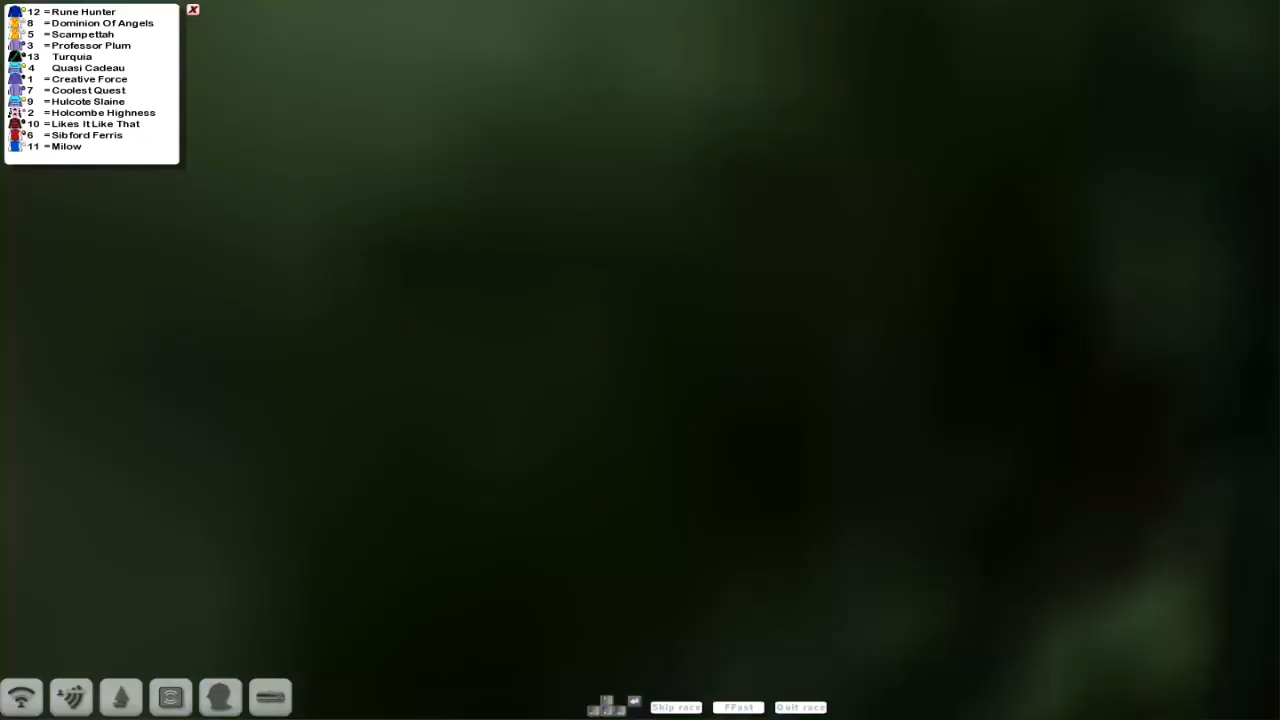 12 = Rune Hunter
8 = Dominion Of Angels
5 = Scampettah
3 = Professor Plum
13 Turquia
4 Quasi Cadeau
1 = Creative Force
7 = Coolest Quest
9 = Hulcote Slaine
2 = Holcombe Highness
10 = Likes It Like That
6 = Sibford Ferris
11 = Milow
X
Skip race FFast Quit race